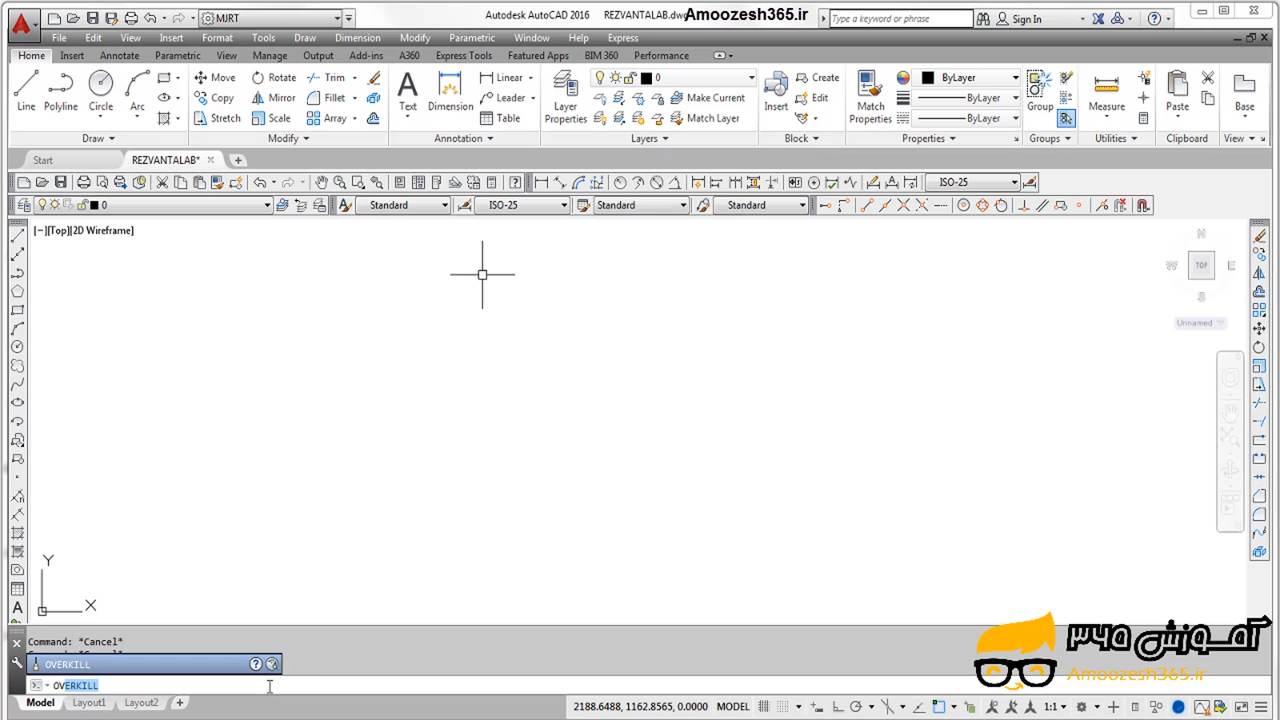 MJRT
Autodesk AutoCAD 2016 REZVANTALAB.dwg
Amoozesh365.ir
Type a keyword or phrase
Sign In
File Edit View Insert Format Tools Draw Dimension Modify Parametric Window Help Express
Home Insert Annotate Parametric View Manage Output Add-ins A360 Express Tools Featured Apps BIM 360 Performance
Line Polyline Circle Arc
Move Rotate Trim
Copy Mirror Fillet
Stretch Scale Array
Text Dimension
Linear
Leader
Table
Layer Properties
0
Make Current
Match Layer
Insert
Create
Edit
Match Properties
ByLayer
ByLayer
ByLayer
Group
Measure
Paste
Base
Draw Modify Annotation Layers Block Properties Groups Utilities Clipboard View
Start REZVANTALAB*
ISO-25
0 Standard ISO-25 Standard Standard
[−][Top][2D Wireframe]
N
W TOP E
S
Unnamed
Y
X
Command: *Cancel*
OVERKILL
OVERKILL
آمـــوزش ۳۶۵
Amoozesh365.ir
Model Layout1 Layout2
2188.6488, 1162.8565, 0.0000 MODEL
1:1